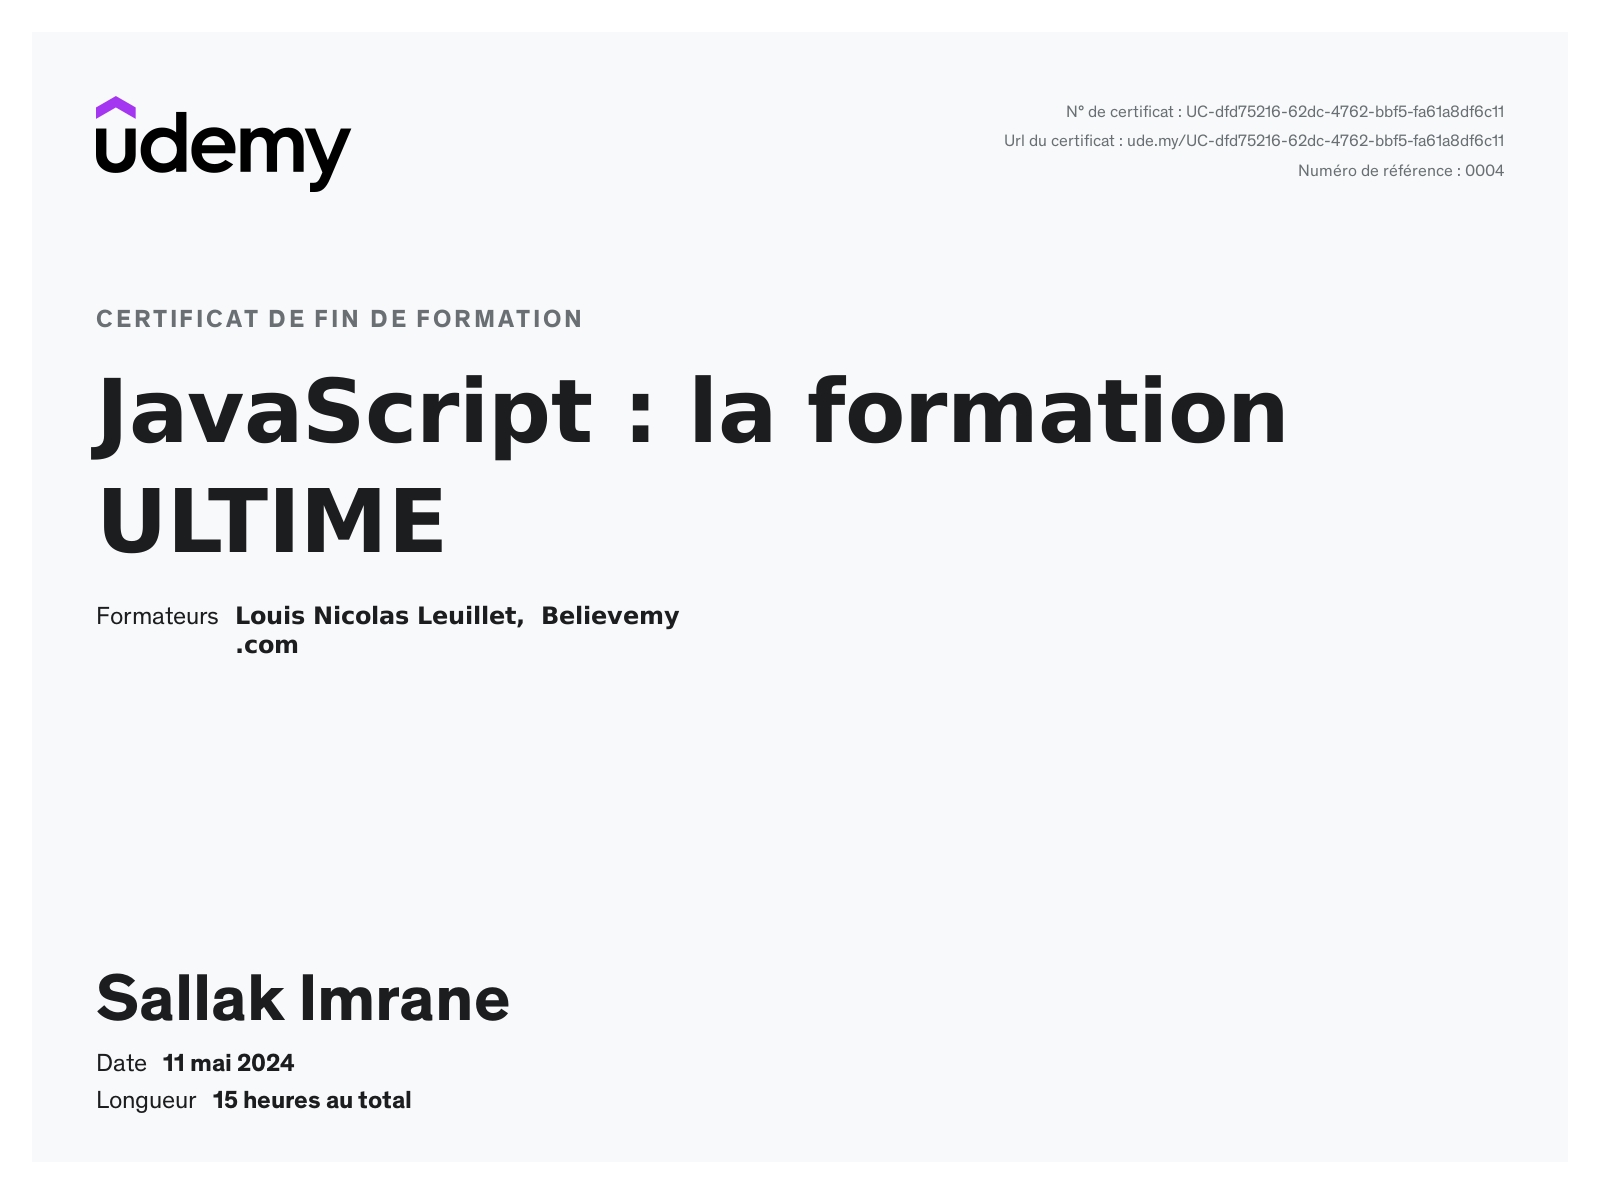 udemy
N° de certificat : UC-dfd75216-62dc-4762-bbf5-fa61a8df6c11
Url du certificat : ude.my/UC-dfd75216-62dc-4762-bbf5-fa61a8df6c11
Numéro de référence : 0004
CERTIFICAT DE FIN DE FORMATION
JavaScript : la formation
ULTIME
Formateurs Louis Nicolas Leuillet, Believemy
.com
Sallak Imrane
Date 11 mai 2024
Longueur 15 heures au total